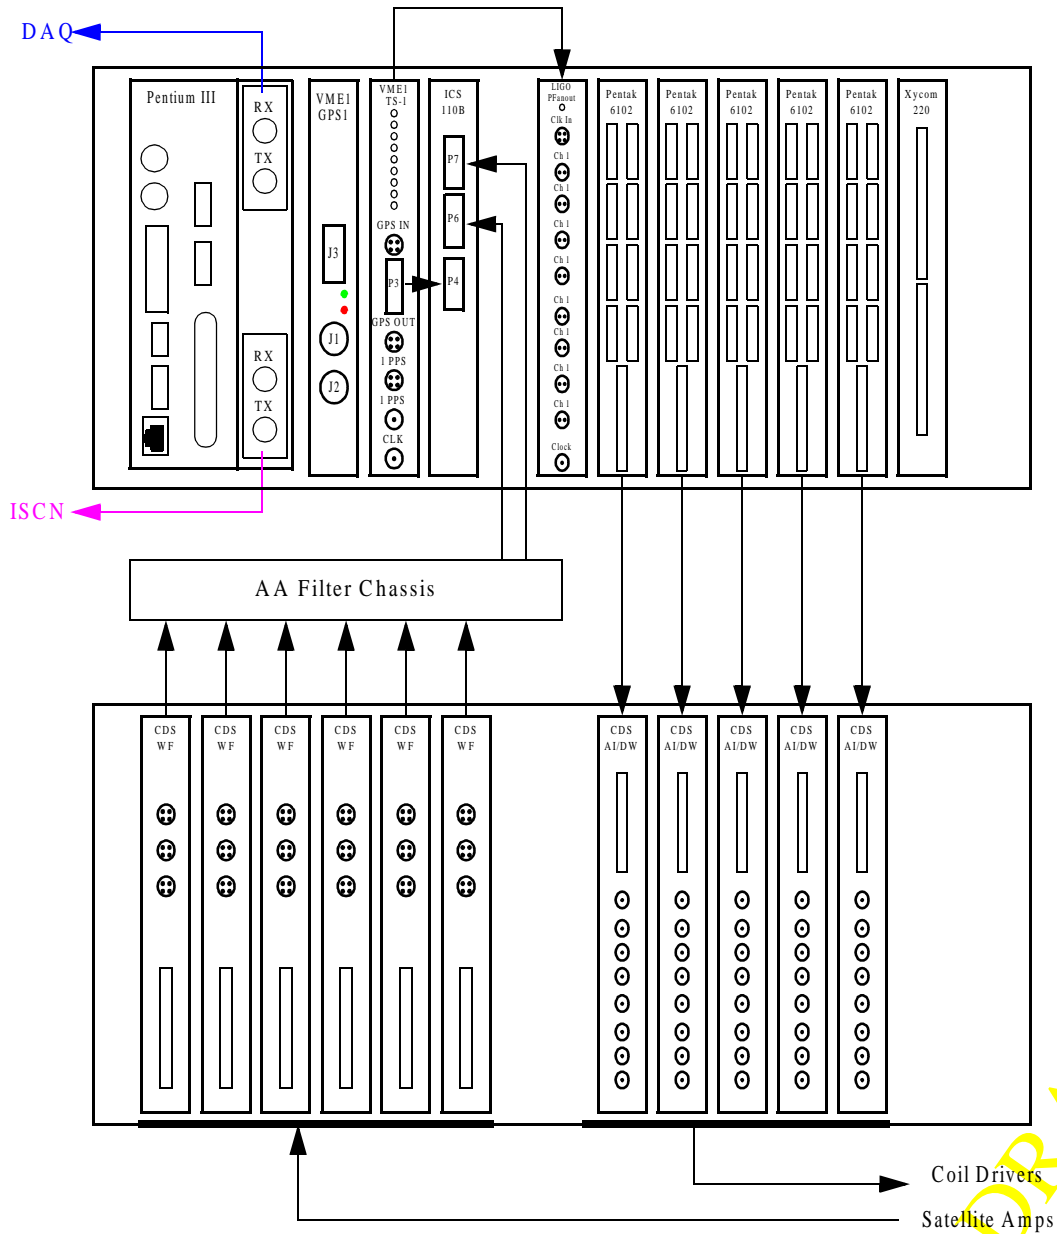 DAQ
Pentium III
RX
TX
RX
TX
VME1
GPS1
J3
J1
J2
VME1
TS-1
GPS IN
P3
GPS OUT
1 PPS
1 PPS
CLK
ICS
110B
P7
P6
P4
LIGO
PFanout
Clk In
Ch 1
Ch 1
Ch 1
Ch 1
Ch 1
Ch 1
Ch 1
Ch 1
Clock
Pentak
6102
Pentak
6102
Pentak
6102
Pentak
6102
Pentak
6102
Xycom
220
ISCN
AA Filter Chassis
CDS
WF
CDS
WF
CDS
WF
CDS
WF
CDS
WF
CDS
WF
CDS
AI/DW
CDS
AI/DW
CDS
AI/DW
CDS
AI/DW
CDS
AI/DW
Coil Drivers
Satellite Amps